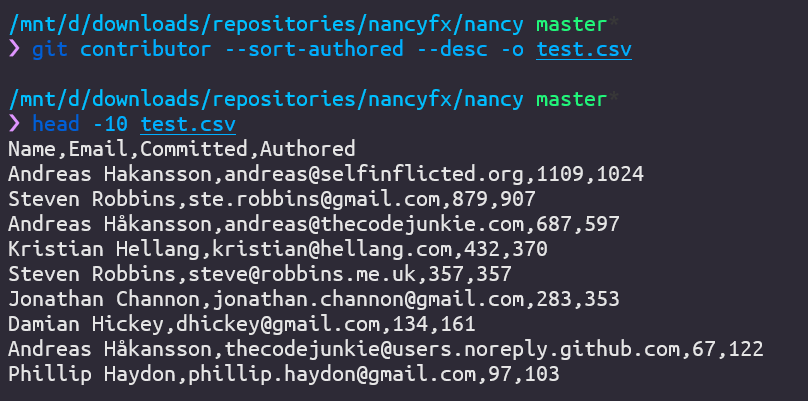 /mnt/d/downloads/repositories/nancyfx/nancy master*
❯ git contributor --sort-authored --desc -o test.csv
/mnt/d/downloads/repositories/nancyfx/nancy master*
❯ head -10 test.csv
Name,Email,Committed,Authored
Andreas Hakansson,andreas@selfinflicted.org,1109,1024
Steven Robbins,ste.robbins@gmail.com,879,907
Andreas Håkansson,andreas@thecodejunkie.com,687,597
Kristian Hellang,kristian@hellang.com,432,370
Steven Robbins,steve@robbins.me.uk,357,357
Jonathan Channon,jonathan.channon@gmail.com,283,353
Damian Hickey,dhickey@gmail.com,134,161
Andreas Håkansson,thecodejunkie@users.noreply.github.com,67,122
Phillip Haydon,phillip.haydon@gmail.com,97,103